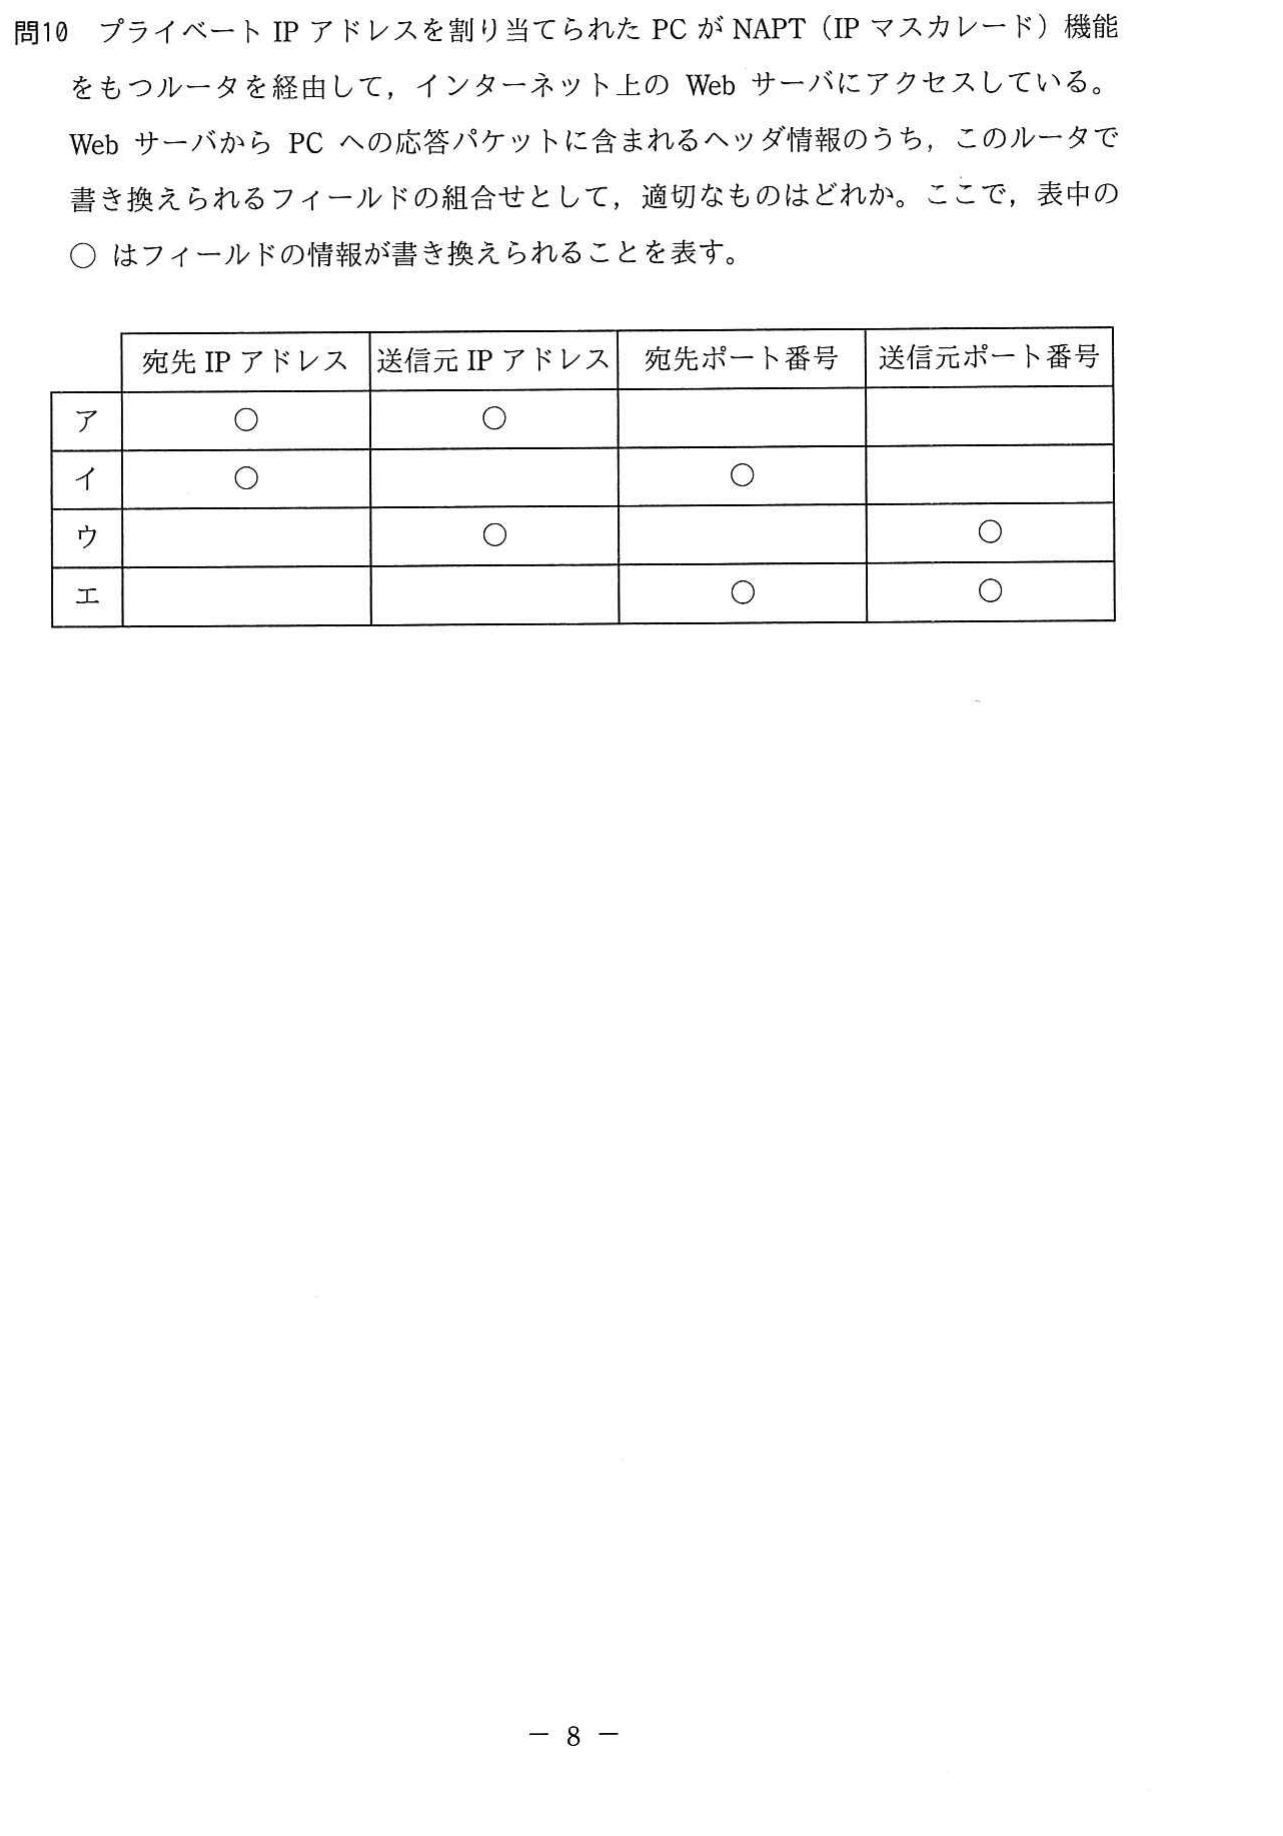 問10 プライベート IP アドレスを割り当てられた PC が NAPT（IP マスカレード）機能
をもつルータを経由して，インターネット上の Web サーバにアクセスしている。
Web サーバから PC への応答パケットに含まれるヘッダ情報のうち，このルータで
書き換えられるフィールドの組合せとして，適切なものはどれか。ここで，表中の
○ はフィールドの情報が書き換えられることを表す。
宛先 IP アドレス 送信元 IP アドレス 宛先ポート番号 送信元ポート番号
ア ○ ○
イ ○ ○
ウ ○ ○
エ ○ ○
－ 8 －